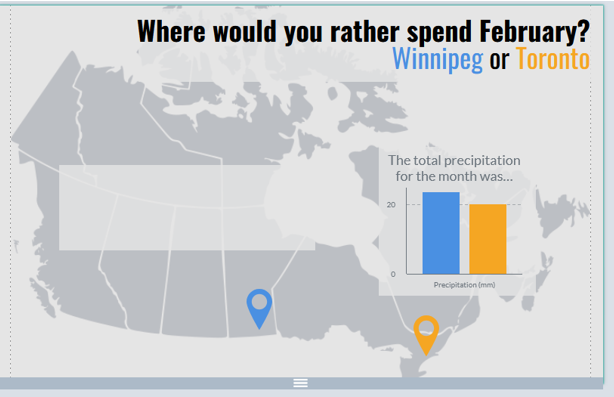 Where would you rather spend February?
Winnipeg or Toronto
The total precipitation
for the month was...
20
0
Precipitation (mm)